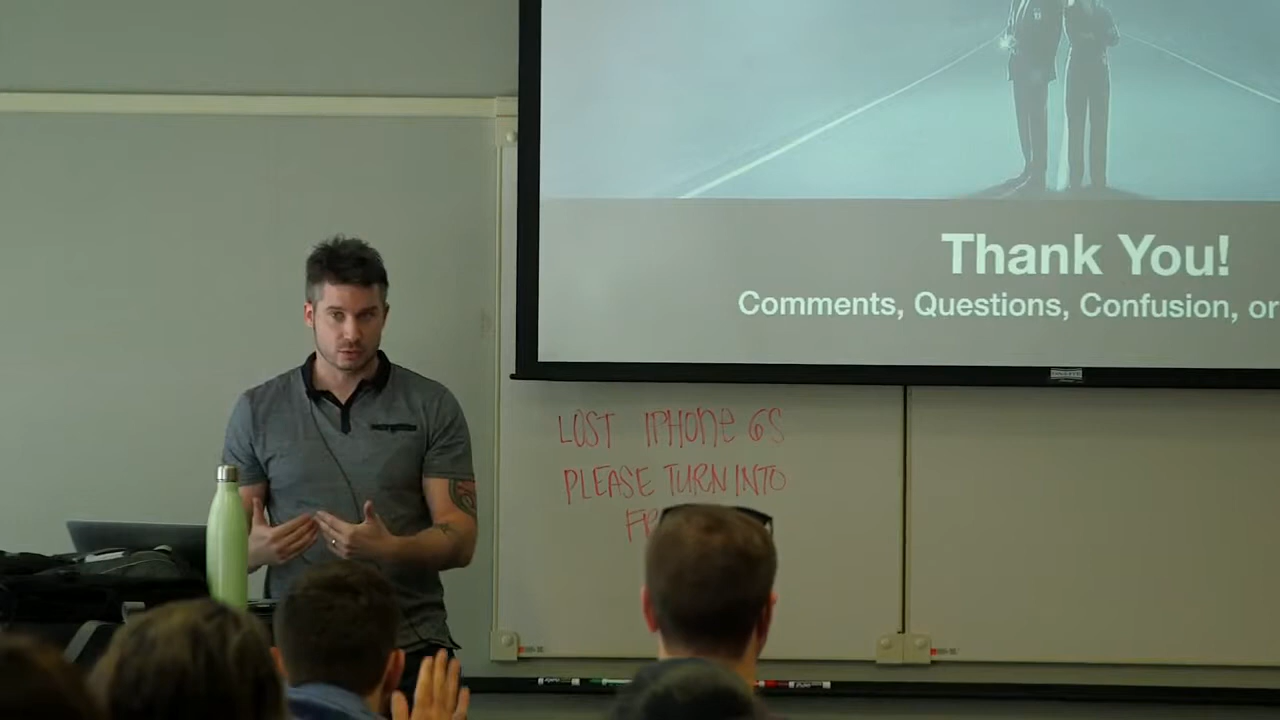 Thank You!
Comments, Questions, Confusion, or
LOST IPHONE 6S
PLEASE TURN INTO